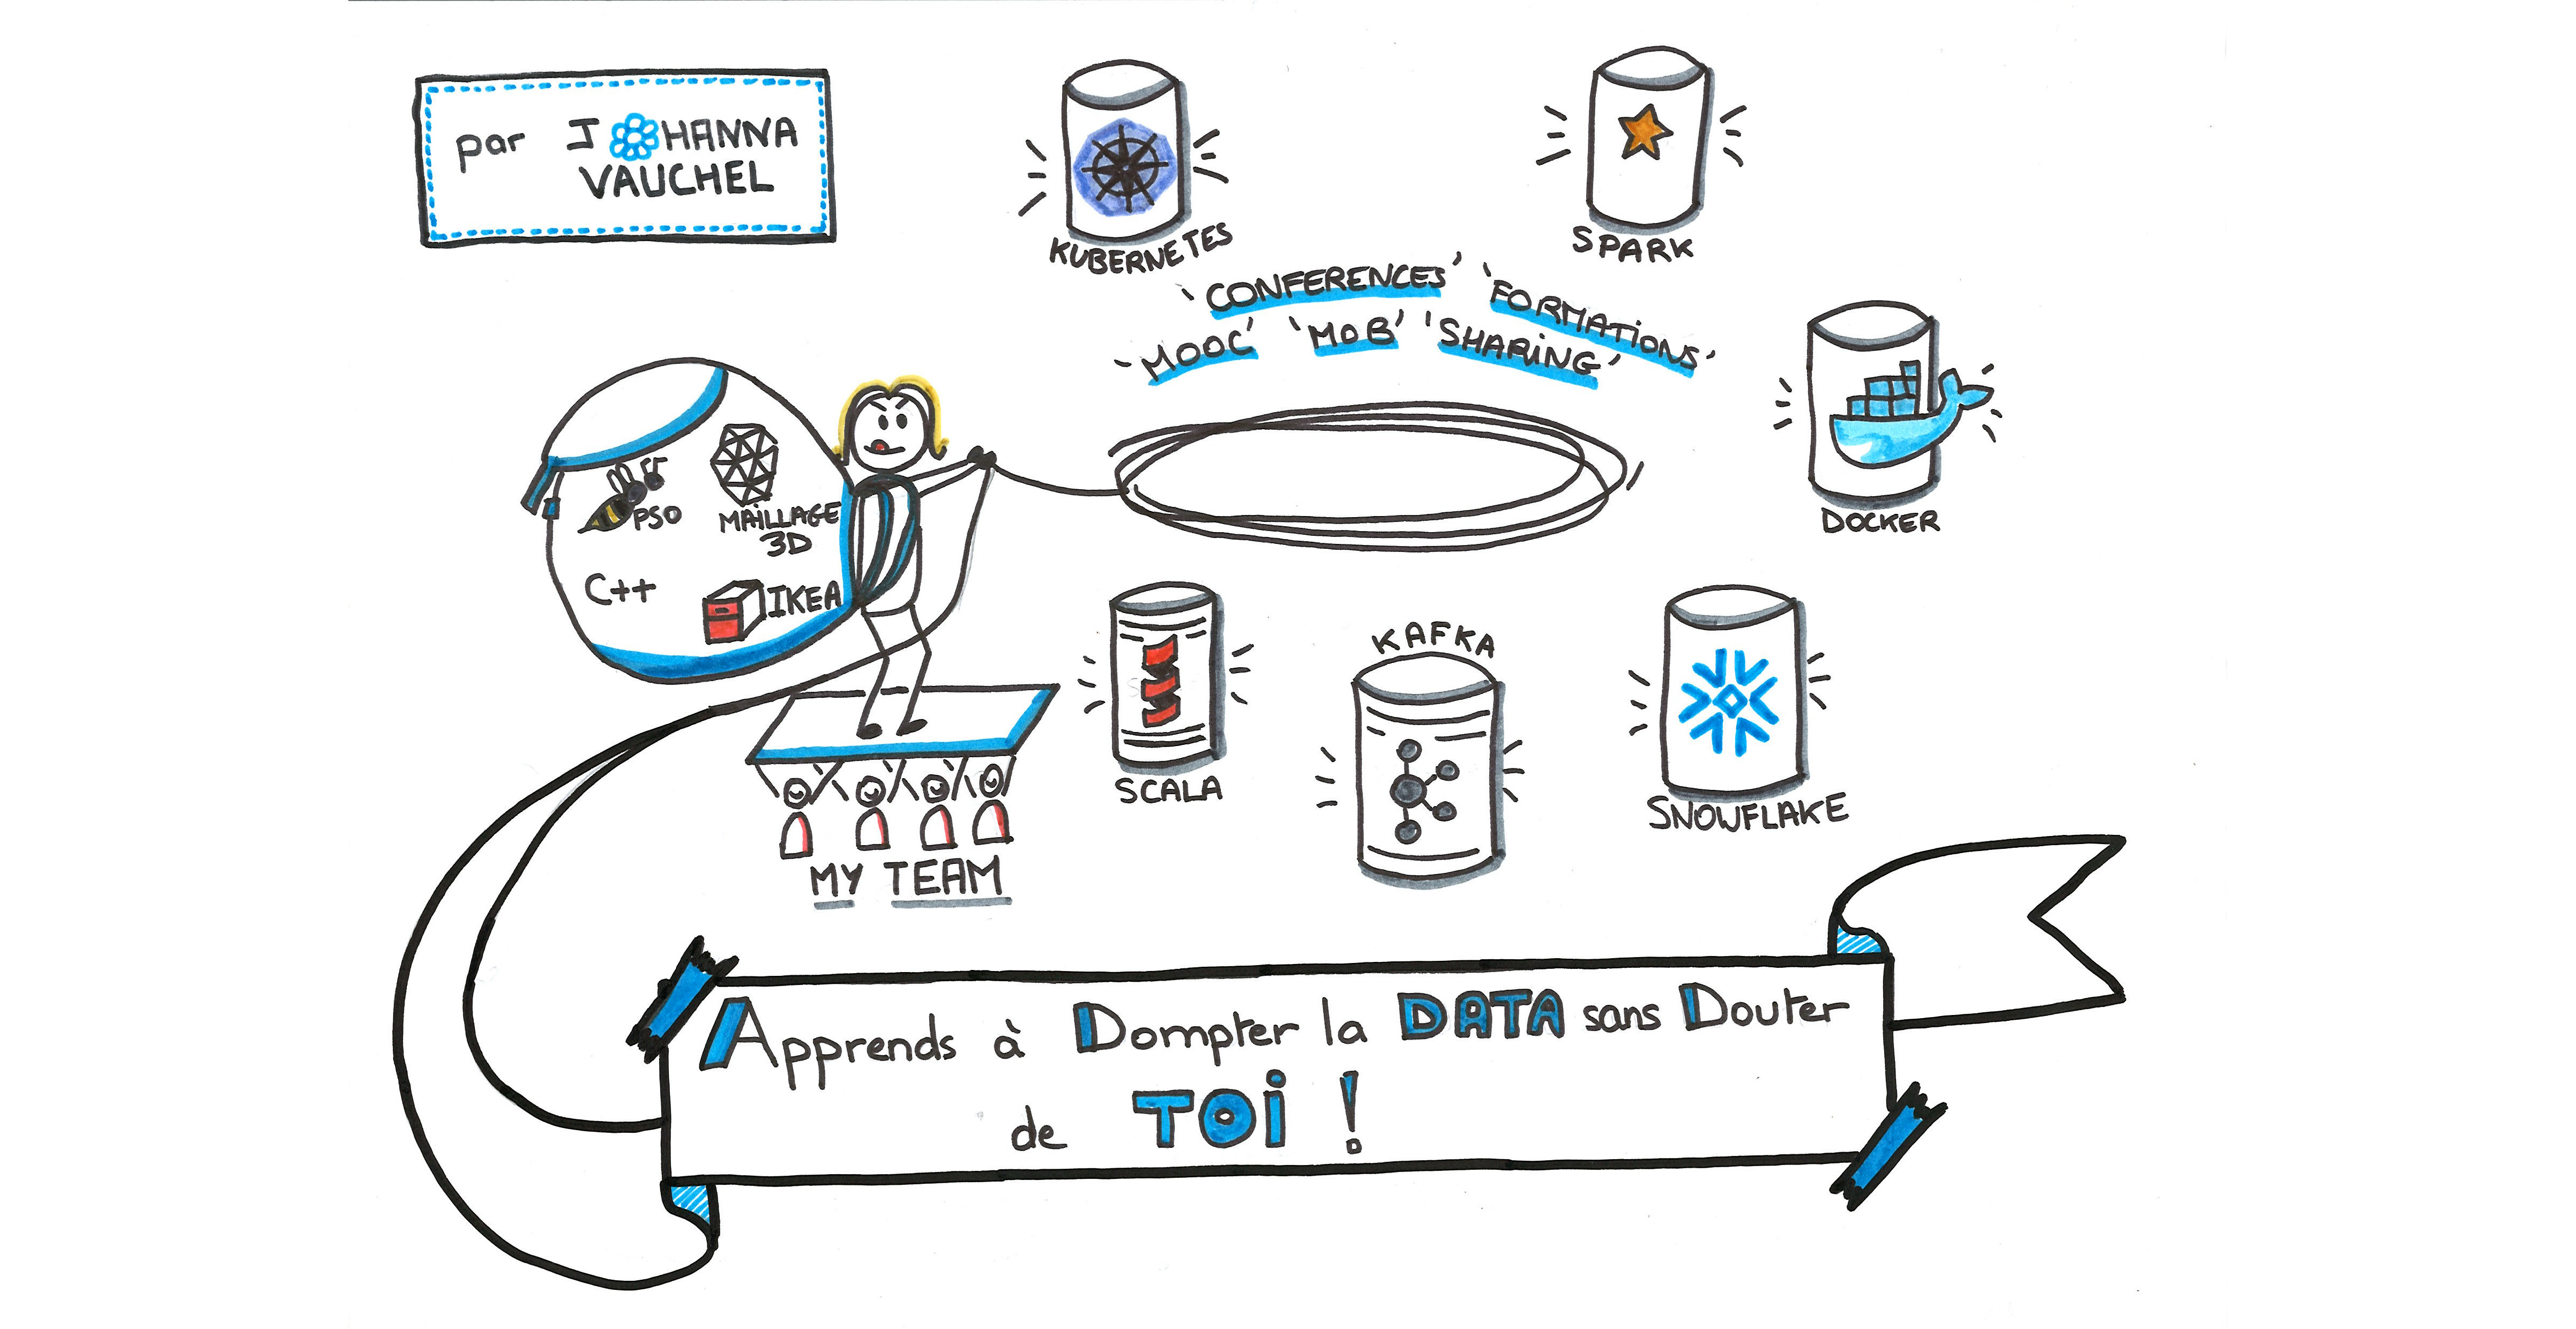 par JOHANNA
VAUCHEL
KUBERNETES
SPARK
'CONFERENCES' 'FORMATIONS'
'MOOC' 'MOB' 'SHARING'
DOCKER
PSO
MAILLAGE
3D
C++
IKEA
SCALA
KAFKA
SNOWFLAKE
MY TEAM
Apprends à Dompter la DATA sans Douter
de TOi !